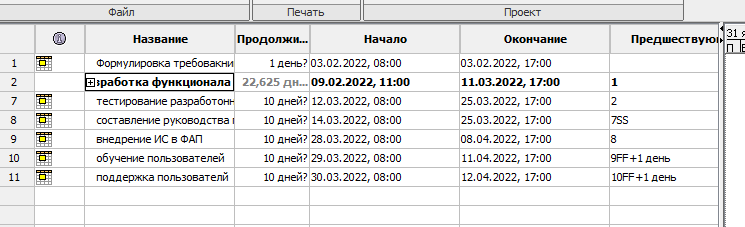 Файл Печать Проект
Название Продолжи... Начало Окончание Предшествую 31 я
П В
1 Формулировка требовакни 1 день? 03.02.2022, 08:00 03.02.2022, 17:00
2 работка функционала 22,625 дн... 09.02.2022, 11:00 11.03.2022, 17:00 1
7 тестирование разработонн 10 дней? 12.03.2022, 08:00 25.03.2022, 17:00 2
8 составление руководства 10 дней? 14.03.2022, 08:00 25.03.2022, 17:00 7SS
9 внедрение ИС в ФАП 10 дней? 28.03.2022, 08:00 08.04.2022, 17:00 8
10 обучение пользователей 10 дней? 29.03.2022, 08:00 11.04.2022, 17:00 9FF+1 день
11 поддержка пользователй 10 дней? 30.03.2022, 08:00 12.04.2022, 17:00 10FF+1 день